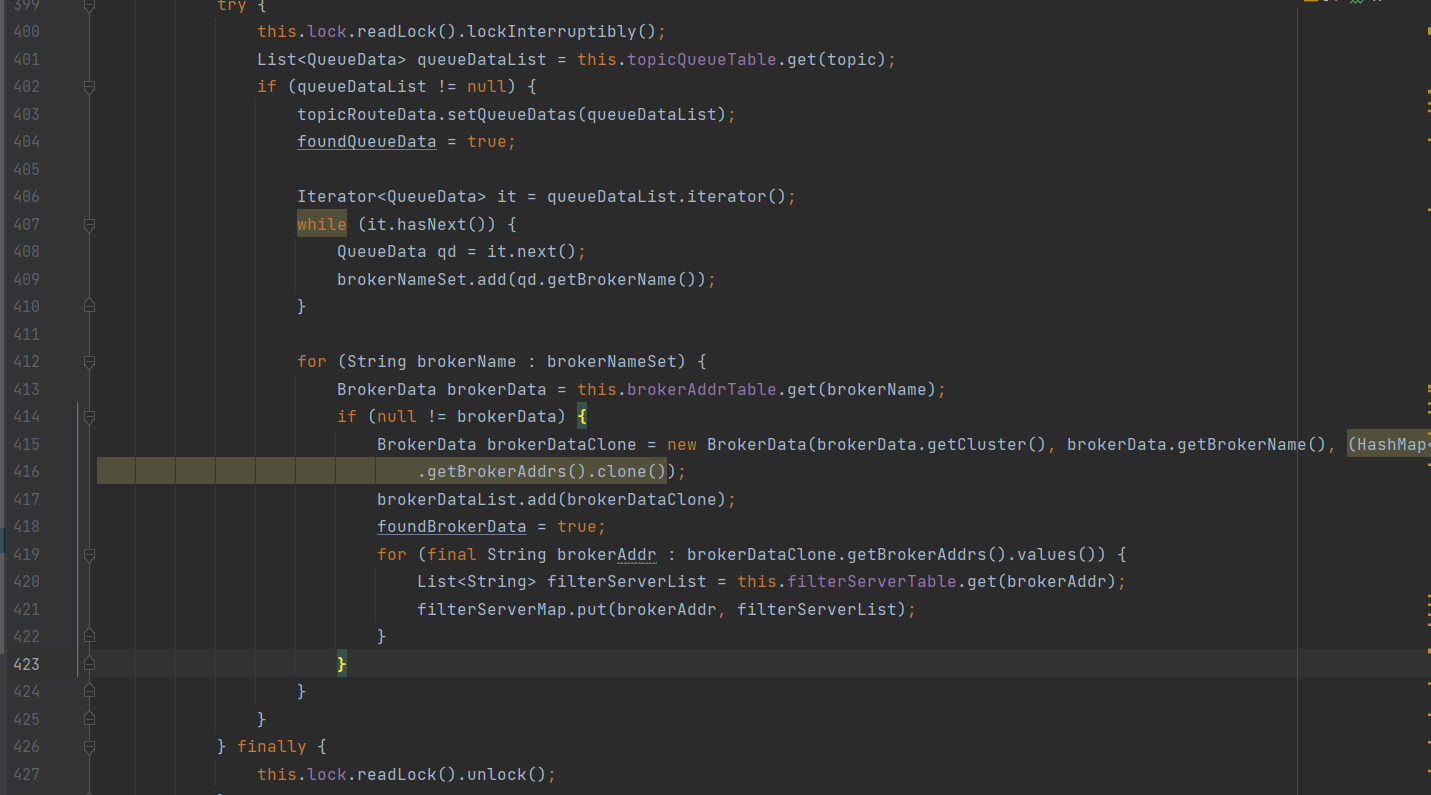 399 try {
400 this.lock.readLock().lockInterruptibly();
401 List<QueueData> queueDataList = this.topicQueueTable.get(topic);
402 if (queueDataList != null) {
403 topicRouteData.setQueueDatas(queueDataList);
404 foundQueueData = true;
405
406 Iterator<QueueData> it = queueDataList.iterator();
407 while (it.hasNext()) {
408 QueueData qd = it.next();
409 brokerNameSet.add(qd.getBrokerName());
410 }
411
412 for (String brokerName : brokerNameSet) {
413 BrokerData brokerData = this.brokerAddrTable.get(brokerName);
414 if (null != brokerData) {
415 BrokerData brokerDataClone = new BrokerData(brokerData.getCluster(), brokerData.getBrokerName(), (HashMap<
416 .getBrokerAddrs().clone());
417 brokerDataList.add(brokerDataClone);
418 foundBrokerData = true;
419 for (final String brokerAddr : brokerDataClone.getBrokerAddrs().values()) {
420 List<String> filterServerList = this.filterServerTable.get(brokerAddr);
421 filterServerMap.put(brokerAddr, filterServerList);
422 }
423 }
424 }
425 }
426 } finally {
427 this.lock.readLock().unlock();